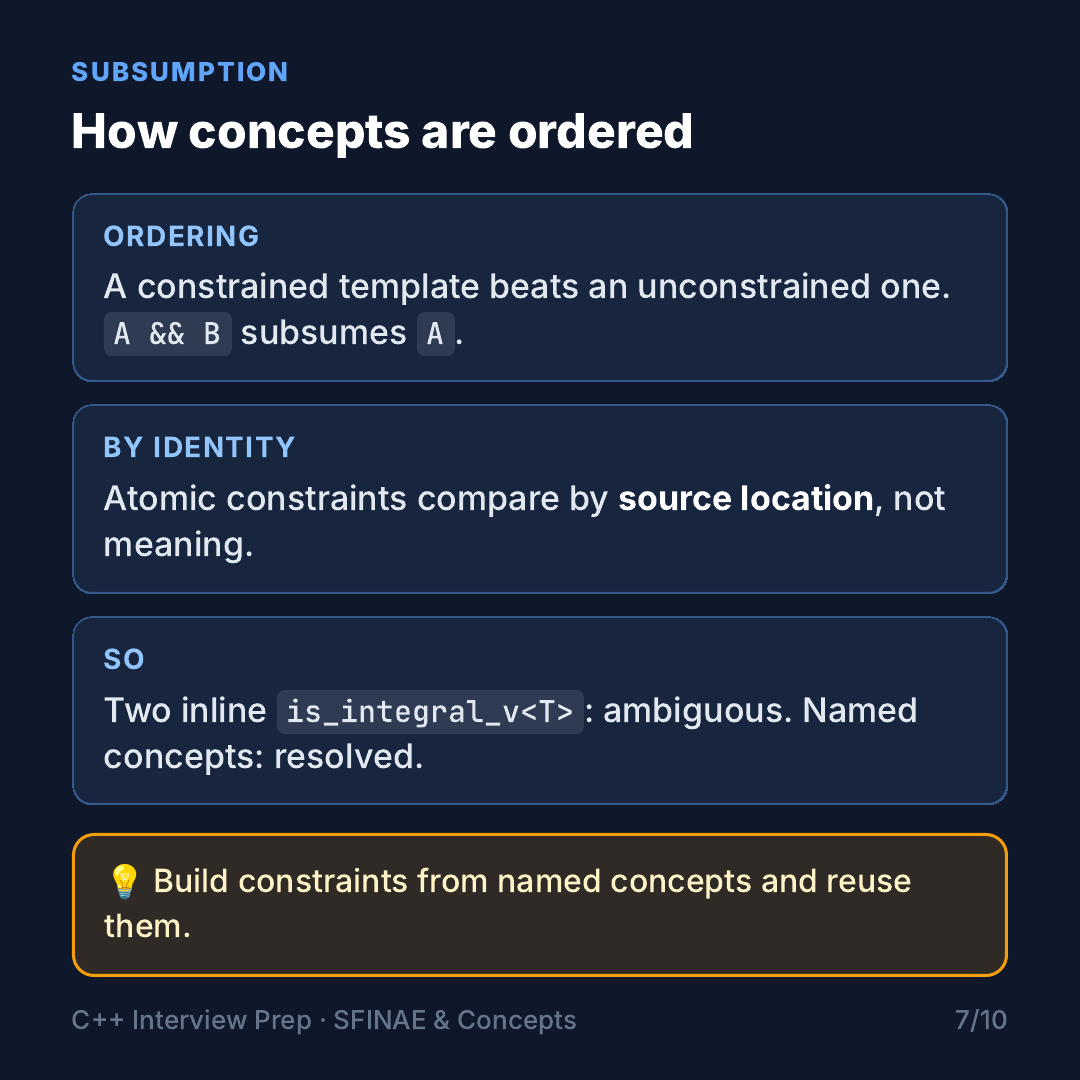 SUBSUMPTION
How concepts are ordered
ORDERING
A constrained template beats an unconstrained one.
A && B subsumes A.
BY IDENTITY
Atomic constraints compare by source location, not
meaning.
SO
Two inline is_integral_v<T>: ambiguous. Named
concepts: resolved.
💡 Build constraints from named concepts and reuse
them.
C++ Interview Prep · SFINAE & Concepts
7/10